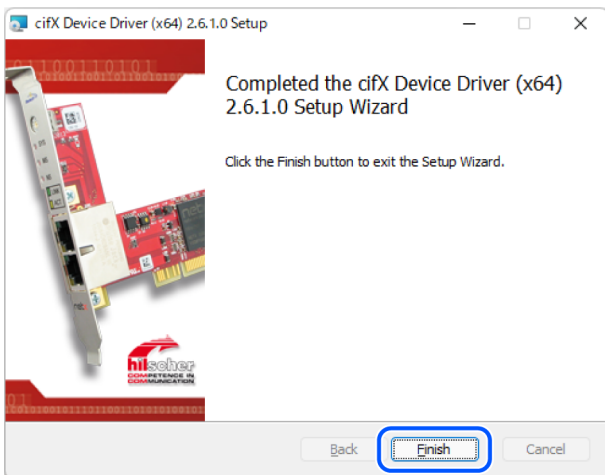 cifX Device Driver (x64) 2.6.1.0 Setup
Completed the cifX Device Driver (x64)
2.6.1.0 Setup Wizard
Click the Finish button to exit the Setup Wizard.
hilscher
COMPETENCE IN
COMMUNICATION
Back
Finish
Cancel